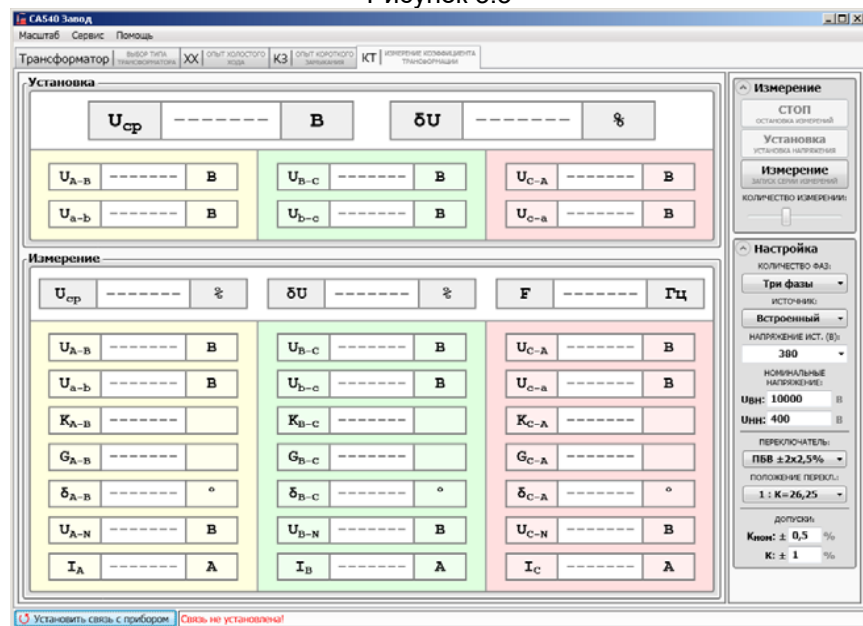 Рисунок 3.3
СА540 Завод
Масштаб Сервис Помощь
Трансформатор ВЫБОР ТИПА ТРАНСФОРМАТОРА ХХ ОПЫТ ХОЛОСТОГО ХОДА КЗ ОПЫТ КОРОТКОГО ЗАМЫКАНИЯ КТ ИЗМЕРЕНИЕ КОЭФФИЦИЕНТА ТРАНСФОРМАЦИИ
Установка
Uср ------- В δU ------- %
UA-B ------- В UB-C ------- В UC-A ------- В
Ua-b ------- В Ub-c ------- В Uc-a ------- В
Измерение
Uср ------- % δU ------- % F ------- Гц
UA-B ------- В UB-C ------- В UC-A ------- В
Ua-b ------- В Ub-c ------- В Uc-a ------- В
KA-B ------- KB-C ------- KC-A -------
GA-B ------- GB-C ------- GC-A -------
δA-B ------- ° δB-C ------- ° δC-A ------- °
UA-N ------- В UB-N ------- В UC-N ------- В
IA ------- А IB ------- А IC ------- А
Измерение
СТОП
ОСТАНОВКА ИЗМЕРЕНИЙ
Установка
УСТАНОВКА НАПРЯЖЕНИЯ
Измерение
ЗАПУСК СЕРИИ ИЗМЕРЕНИЙ
КОЛИЧЕСТВО ИЗМЕРЕНИИ:
Настройка
КОЛИЧЕСТВО ФАЗ:
Три фазы
ИСТОЧНИК:
Встроенный
НАПРЯЖЕНИЕ ИСТ. (В):
380
НОМИНАЛЬНЫЕ
НАПРЯЖЕНИЕ:
Uвн: 10000 В
Uнн: 400 В
ПЕРЕКЛЮЧАТЕЛЬ:
ПБВ ±2x2,5%
ПОЛОЖЕНИЕ ПЕРЕКЛ.:
1 : К=26,25
ДОПУСКИ:
Кном: ± 0,5 %
К: ± 1 %
Установить связь с прибором Связь не установлена!